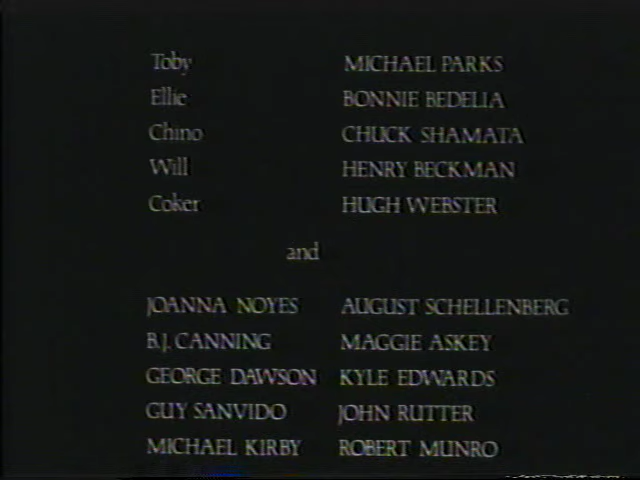 Toby MICHAEL PARKS
Ellie BONNIE BEDELIA
Chino CHUCK SHAMATA
Will HENRY BECKMAN
Coker HUGH WEBSTER
and
JOANNA NOYES AUGUST SCHELLENBERG
B.J. CANNING MAGGIE ASKEY
GEORGE DAWSON KYLE EDWARDS
GUY SANVIDO JOHN RUTTER
MICHAEL KIRBY ROBERT MUNRO